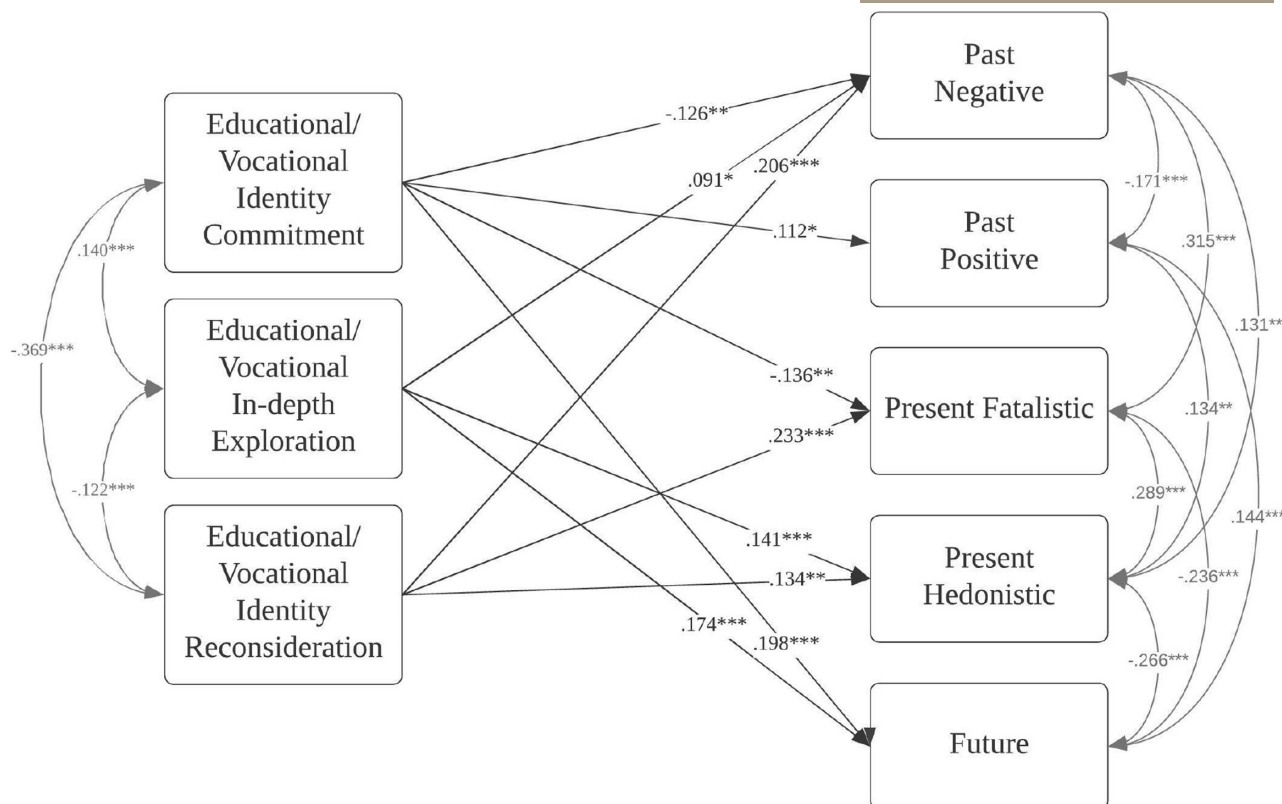 Past
Negative
Educational/
Vocational
Identity
Commitment
-.126**
.206***
.091*
-.171***
Past
Positive
.112*
.140***
.315***
Educational/
Vocational
In-depth
Exploration
-.369***
.131**
-.136**
Present Fatalistic
.134**
.233***
-.122***
.289***
Educational/
Vocational
Identity
Reconsideration
.141***
.144***
Present
Hedonistic
.134**
-.236***
.174***
.198***
-.266***
Future